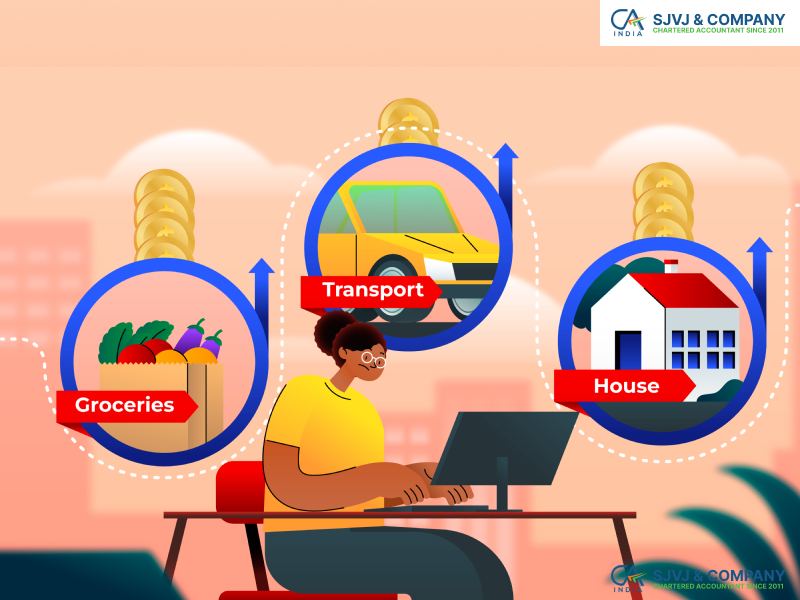 CA
INDIA
SJVJ & COMPANY
CHARTERED ACCOUNTANT SINCE 2011
Transport
House
Groceries
CA
INDIA
SJVJ & COMPANY
CHARTERED ACCOUNTANT SINCE 2011